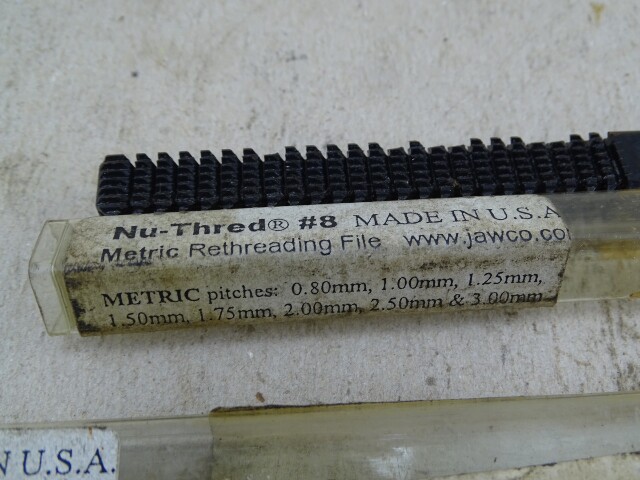 Nu-Thred® #8 MADE IN U.S.A
Metric Rethreading File www.jawco.co
METRIC pitches: 0.80mm, 1.00mm, 1.25mm,
1.50mm, 1.75mm, 2.00mm, 2.50mm & 3.00mm
N U.S.A.